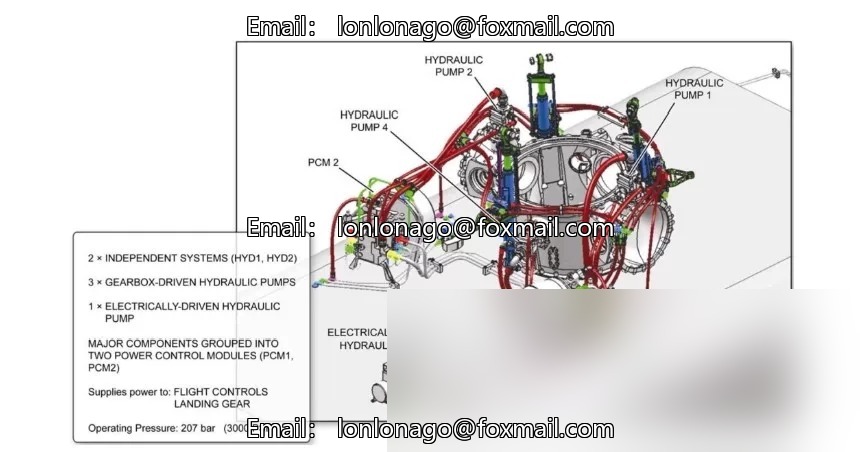 Email： lonlonago@foxmail.com
HYDRAULIC
PUMP 2
HYDRAULIC
PUMP 1
HYDRAULIC
PUMP 4
PCM 2
Email： lonlonago@foxmail.com
2 × INDEPENDENT SYSTEMS (HYD1, HYD2)
3 × GEARBOX-DRIVEN HYDRAULIC PUMPS
1 × ELECTRICALLY-DRIVEN HYDRAULIC
PUMP
MAJOR COMPONENTS GROUPED INTO
TWO POWER CONTROL MODULES (PCM1,
PCM2)
Supplies power to: FLIGHT CONTROLS
LANDING GEAR
Operating Pressure: 207 bar
Email： lonlonago@foxmail.com